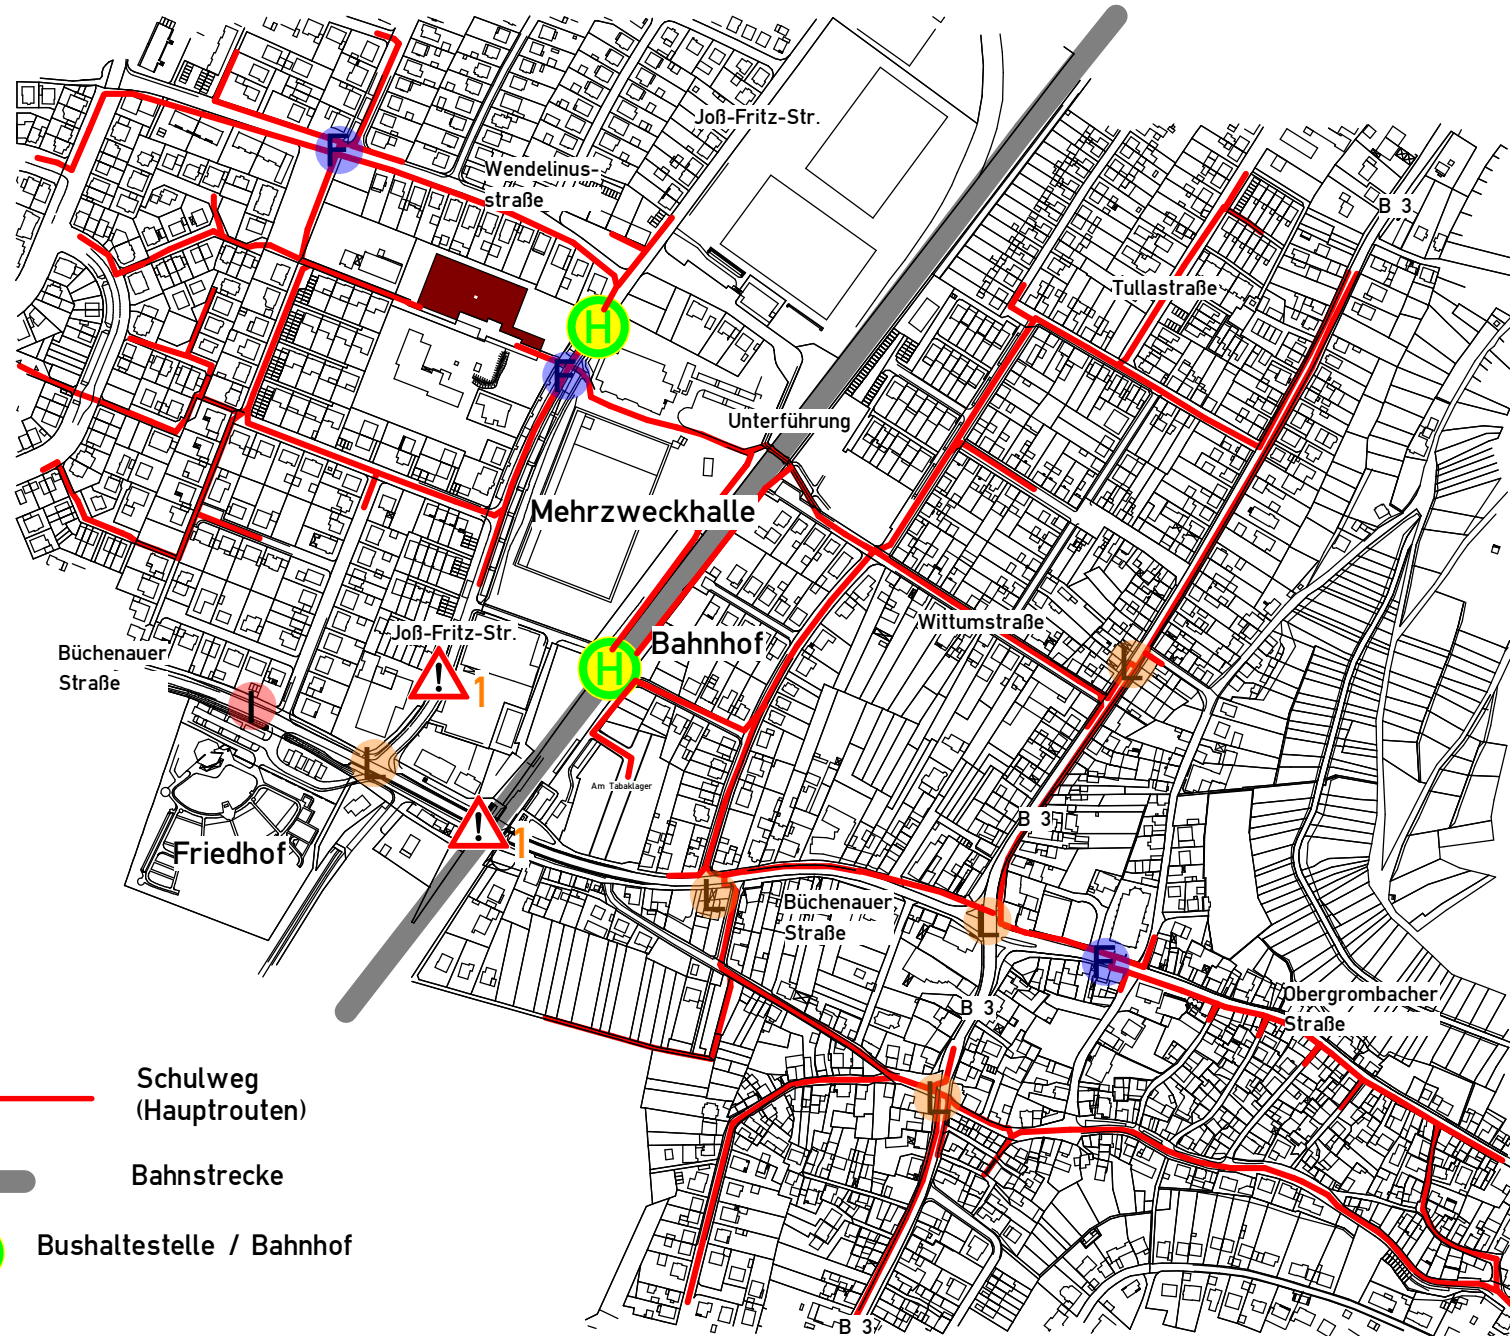 Joß-Fritz-Str.
F
Wendelinus-
straße
B 3
Tullastraße
H
F
Unterführung
Mehrzweckhalle
Wittumstraße
Joß-Fritz-Str.
Bahnhof
Büchenauer
Straße
H
L
!
1
I
L
Am Tabaklager
B 3
!
1
Friedhof
L
Büchenauer
Straße
L
F
B 3
Obergrombacher
Straße
L
Schulweg
(Hauptrouten)
Bahnstrecke
Bushaltestelle / Bahnhof
B 3